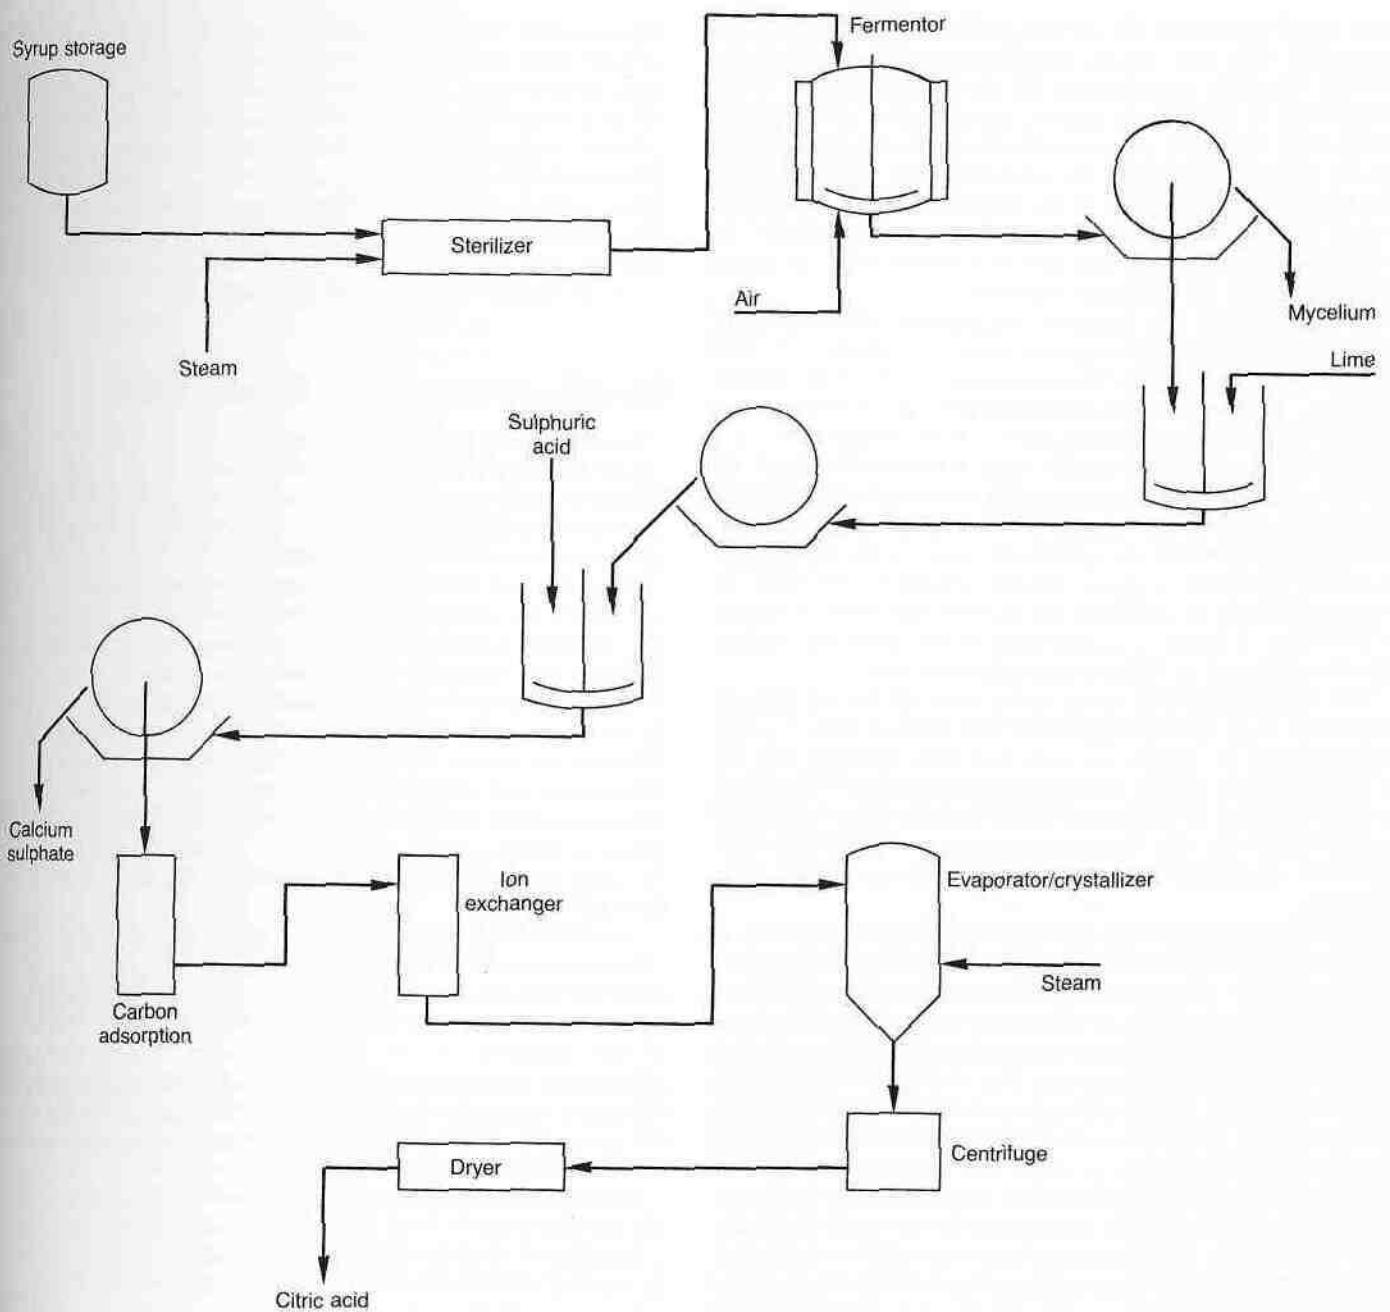 Syrup storage
Fermentor
Sterilizer
Air
Mycelium
Steam
Lime
Sulphuric
acid
Calcium
sulphate
Ion
exchanger
Evaporator/crystallizer
Steam
Carbon
adsorption
Centrifuge
Dryer
Citric acid